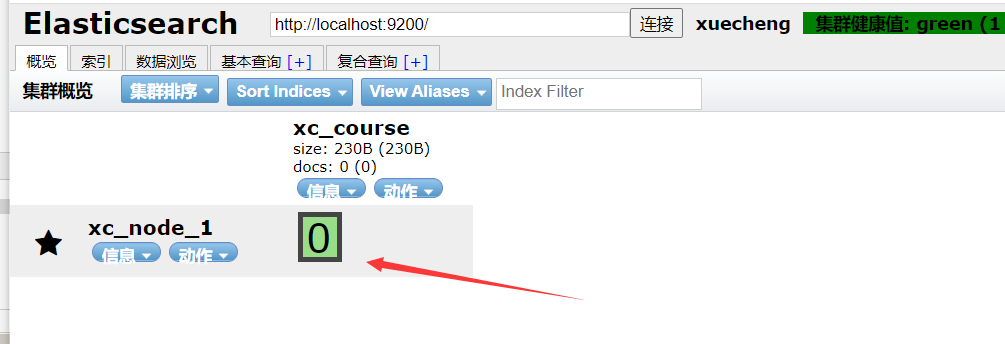 Elasticsearch http://localhost:9200/ 连接 xuecheng 集群健康值: green (1
概览 索引 数据浏览 基本查询 [+] 复合查询 [+]
集群概览 集群排序 Sort Indices View Aliases Index Filter
xc_course
size: 230B (230B)
docs: 0 (0)
信息 动作
xc_node_1 0
信息 动作